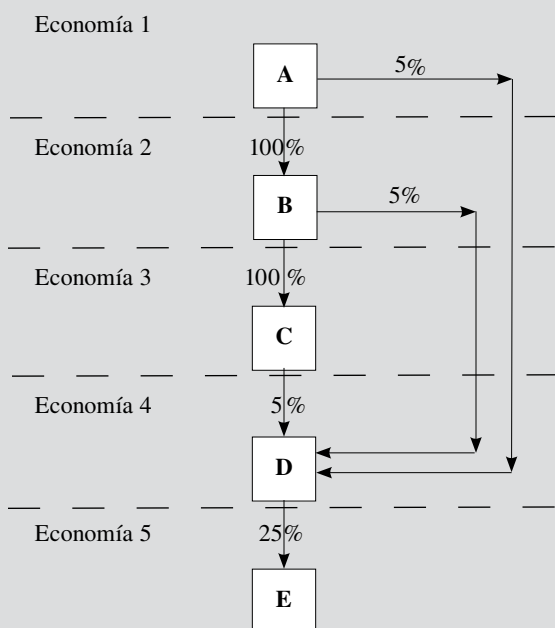 Economía 1
A
5%
Economía 2
100%
B
5%
Economía 3
100 %
C
Economía 4
5%
D
Economía 5
25%
E